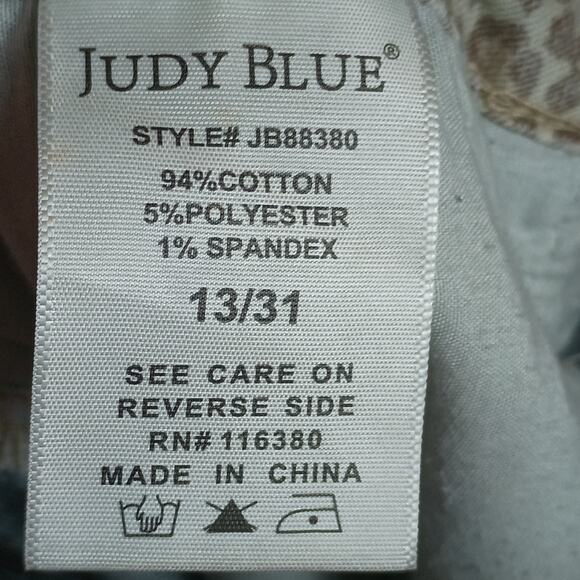 JUDY BLUE®
STYLE# JB88380
94%COTTON
5%POLYESTER
1% SPANDEX
13/31
SEE CARE ON
REVERSE SIDE
RN# 116380
MADE IN CHINA